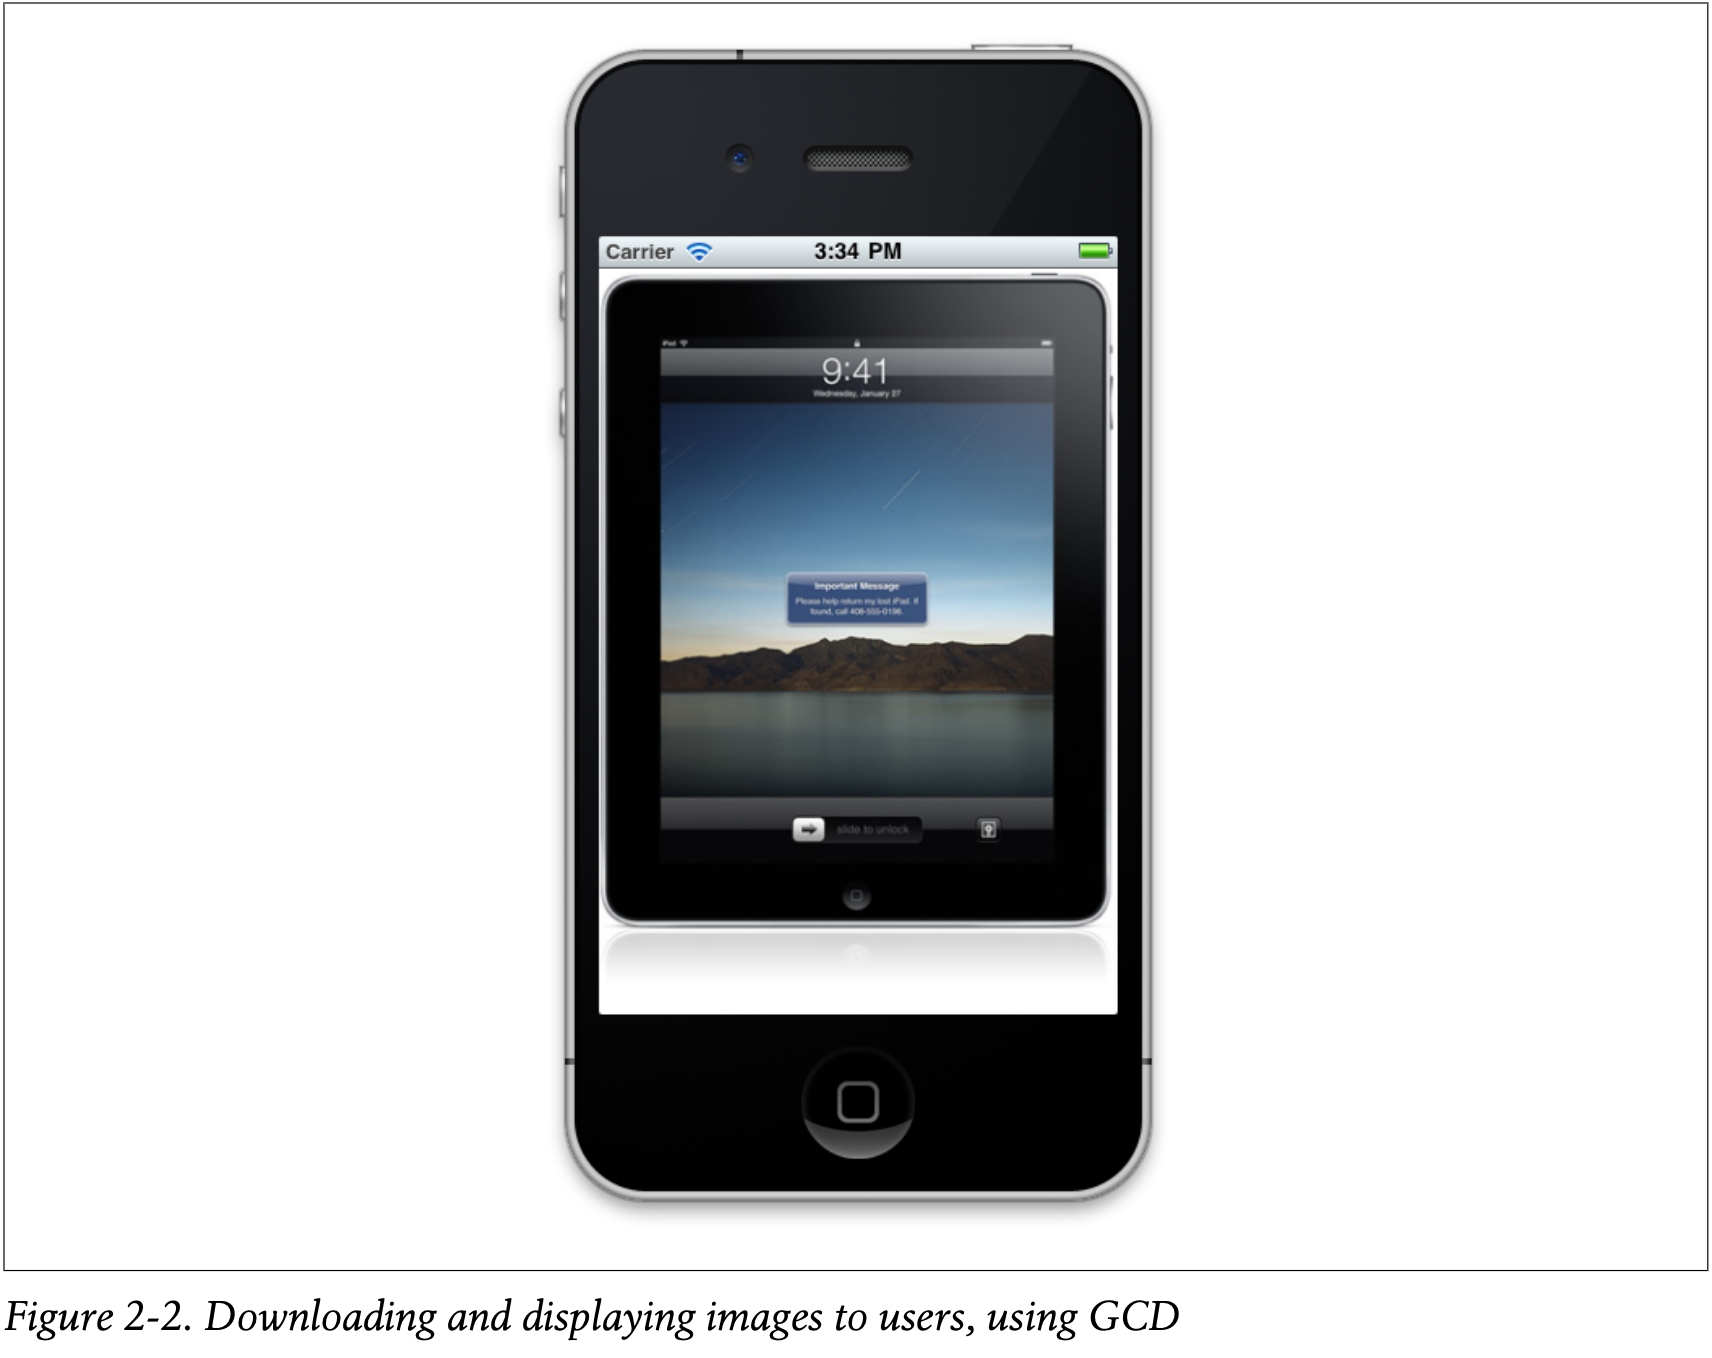 Carrier 3:34 PM
iPad
9:41
Wednesday, January 27
Important Message
Please help return my lost iPad. If
found, call 408-555-0198.
slide to unlock
Figure 2-2. Downloading and displaying images to users, using GCD